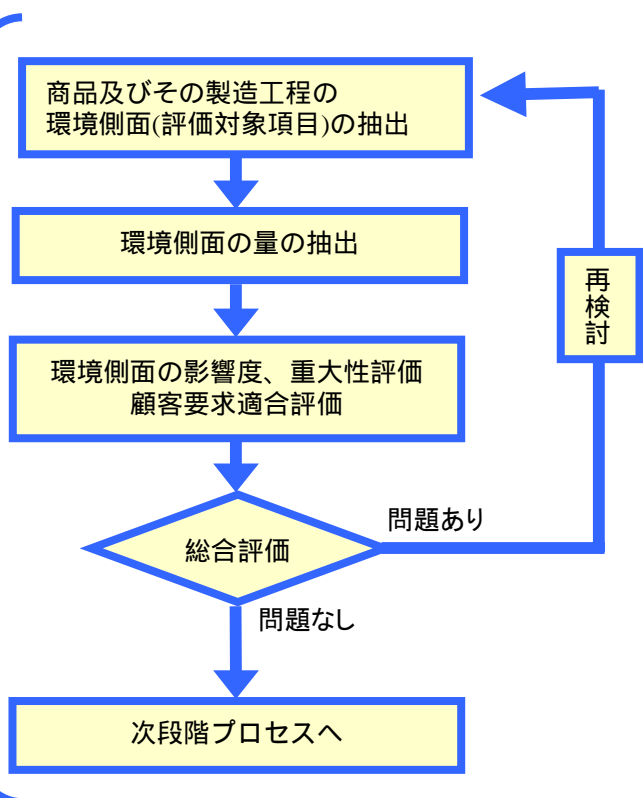 商品及びその製造工程の
環境側面(評価対象項目)の抽出
環境側面の量の抽出
環境側面の影響度、重大性評価
顧客要求適合評価
総合評価
問題あり
再検討
問題なし
次段階プロセスへ